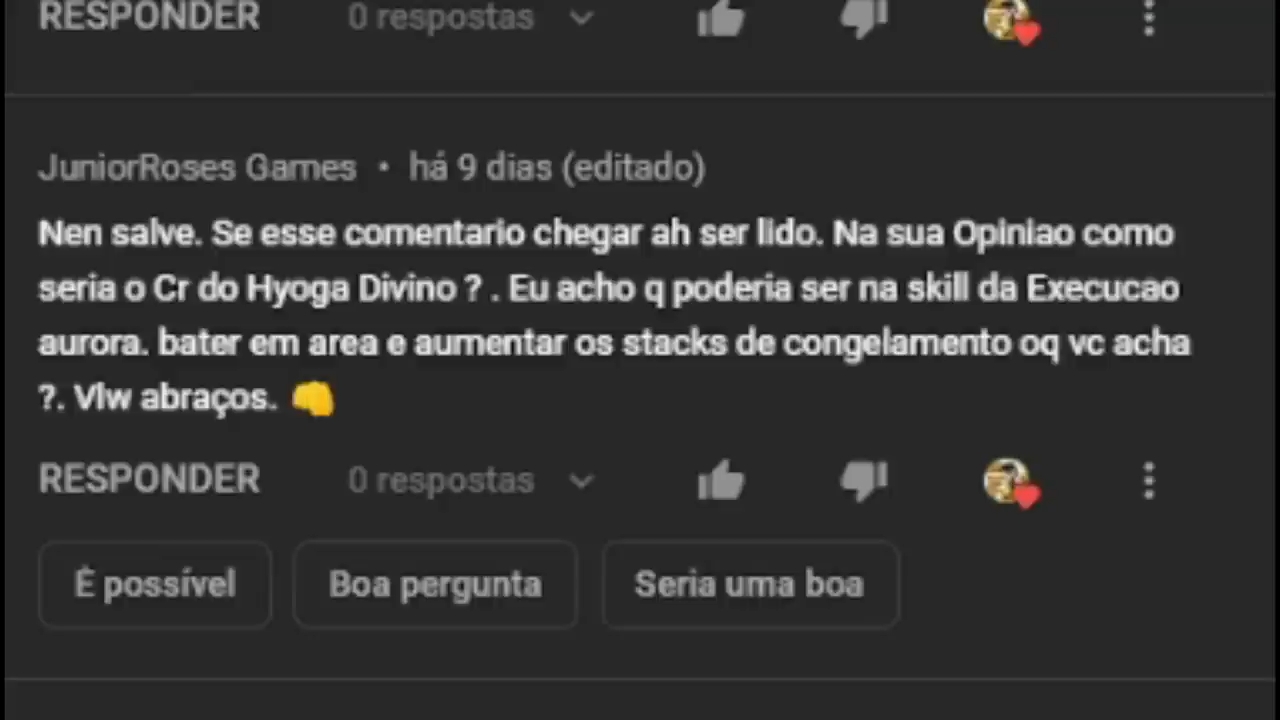 RESPONDER 0 respostas
JuniorRoses Games • há 9 dias (editado)
Nen salve. Se esse comentario chegar ah ser lido. Na sua Opiniao como
seria o Cr do Hyoga Divino ? . Eu acho q poderia ser na skill da Execucao
aurora. bater em area e aumentar os stacks de congelamento oq vc acha
?. Vlw abraços. 👊
RESPONDER 0 respostas
É possível Boa pergunta Seria uma boa